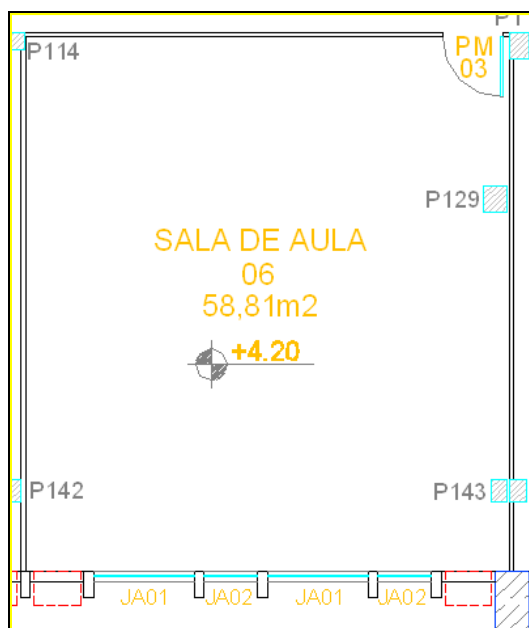 PM
03
P114
P129
SALA DE AULA
06
58,81m2
+4.20
P142
P143
JA01
JA02
JA01
JA02